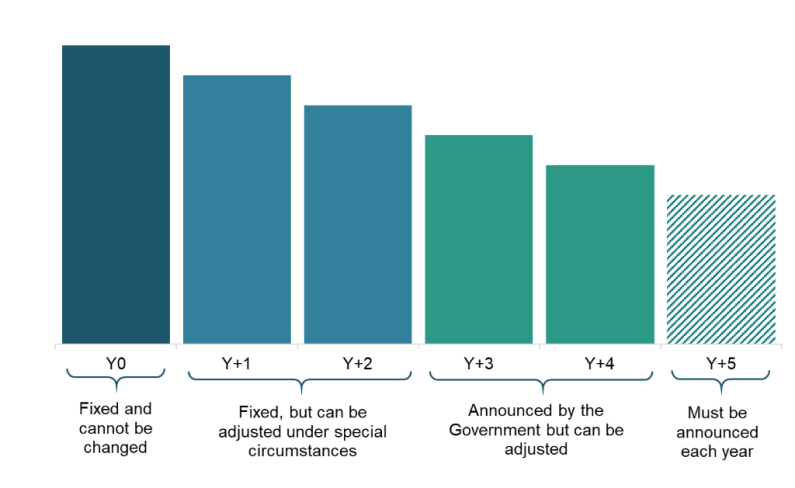 Y0
Y+1
Y+2
Y+3
Y+4
Y+5
Fixed and
cannot be
changed
Fixed, but can be
adjusted under special
circumstances
Announced by the
Government but can be
adjusted
Must be
announced
each year